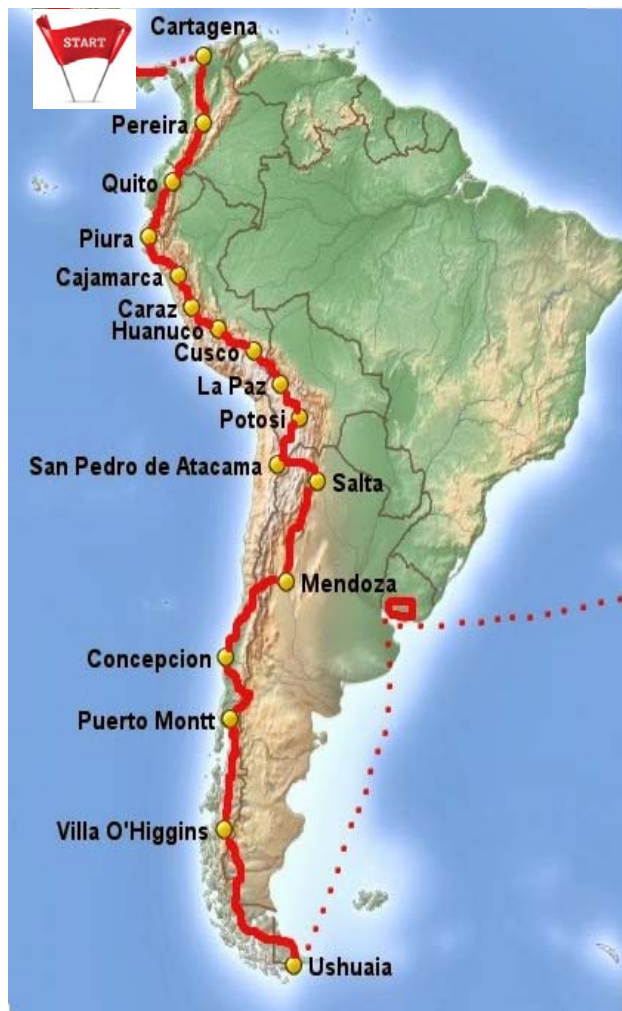 START
Cartagena
Pereira
Quito
Piura
Cajamarca
Caraz
Huanuco
Cusco
La Paz
Potosi
San Pedro de Atacama
Salta
Mendoza
Concepcion
Puerto Montt
Villa O'Higgins
Ushuaia